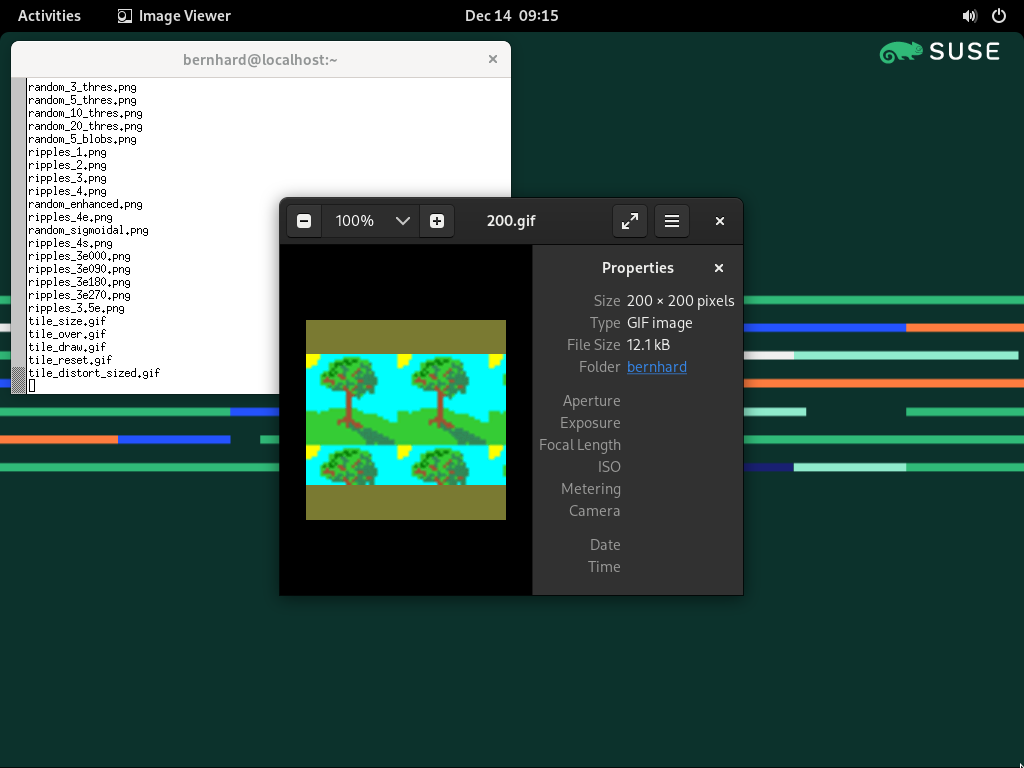 Activities
Image Viewer
Dec 14 09:15
SUSE
bernhard@localhost:~
random_3_thres.png
random_5_thres.png
random_10_thres.png
random_20_thres.png
random_5_blobs.png
ripples_1.png
ripples_2.png
ripples_3.png
ripples_4.png
random_enhanced.png
ripples_4e.png
random_sigmoidal.png
ripples_4s.png
ripples_3e000.png
ripples_3e090.png
ripples_3e180.png
ripples_3e270.png
ripples_3.5e.png
tile_size.gif
tile_over.gif
tile_draw.gif
tile_reset.gif
tile_distort_sized.gif
100%
200.gif
Properties
Size 200 × 200 pixels
Type GIF image
File Size 12.1 kB
Folder bernhard
Aperture
Exposure
Focal Length
ISO
Metering
Camera
Date
Time